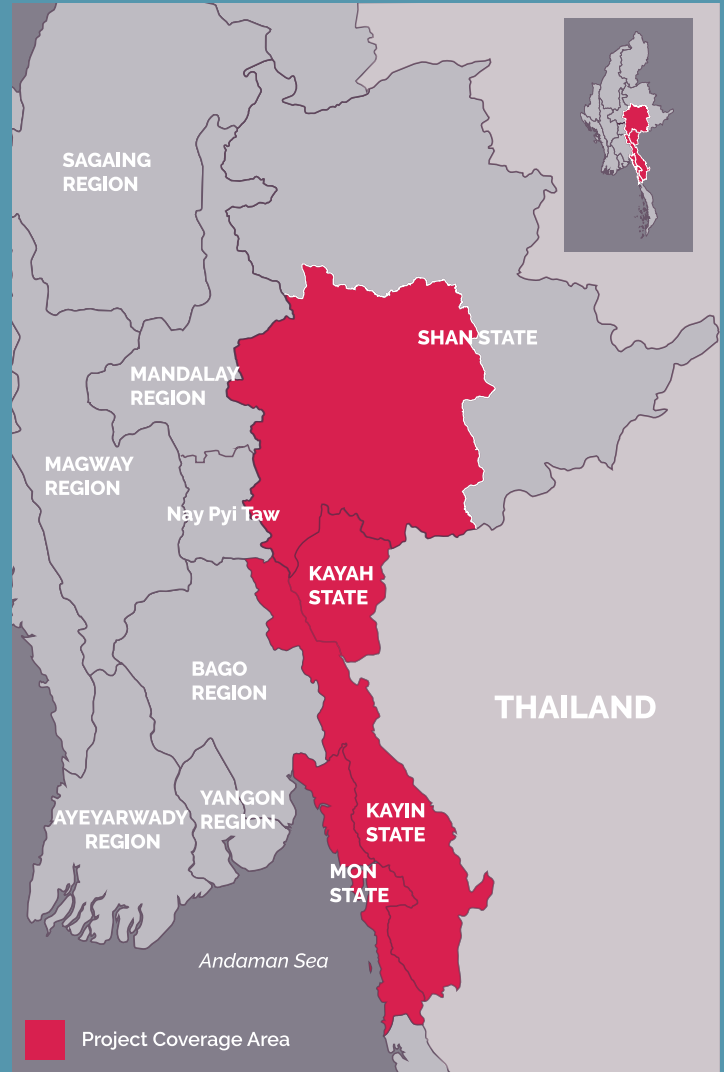 SAGAING
REGION
SHAN STATE
MANDALAY
REGION
MAGWAY
REGION
Nay Pyi Taw
KAYAH
STATE
BAGO
REGION
THAILAND
YANGON
REGION
AYEYARWADY
REGION
KAYIN
STATE
MON
STATE
Andaman Sea
Project Coverage Area